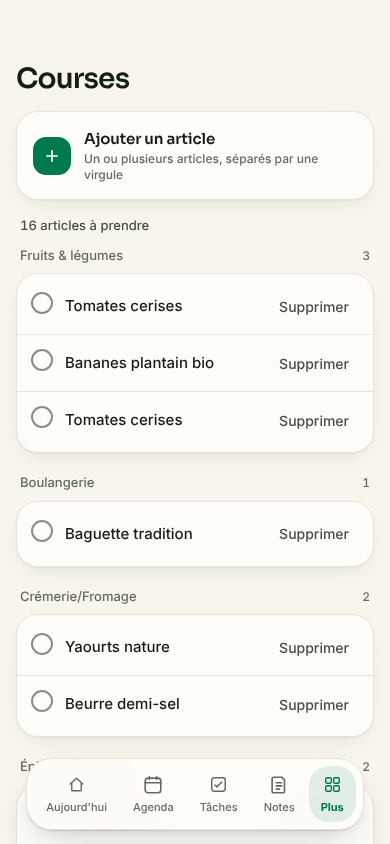 Courses
Ajouter un article
Un ou plusieurs articles, séparés par une
virgule
16 articles à prendre
Fruits & légumes 3
Tomates cerises Supprimer
Bananes plantain bio Supprimer
Tomates cerises Supprimer
Boulangerie 1
Baguette tradition Supprimer
Crémerie/Fromage 2
Yaourts nature Supprimer
Beurre demi-sel Supprimer
2
Aujourd'hui Agenda Tâches Notes Plus